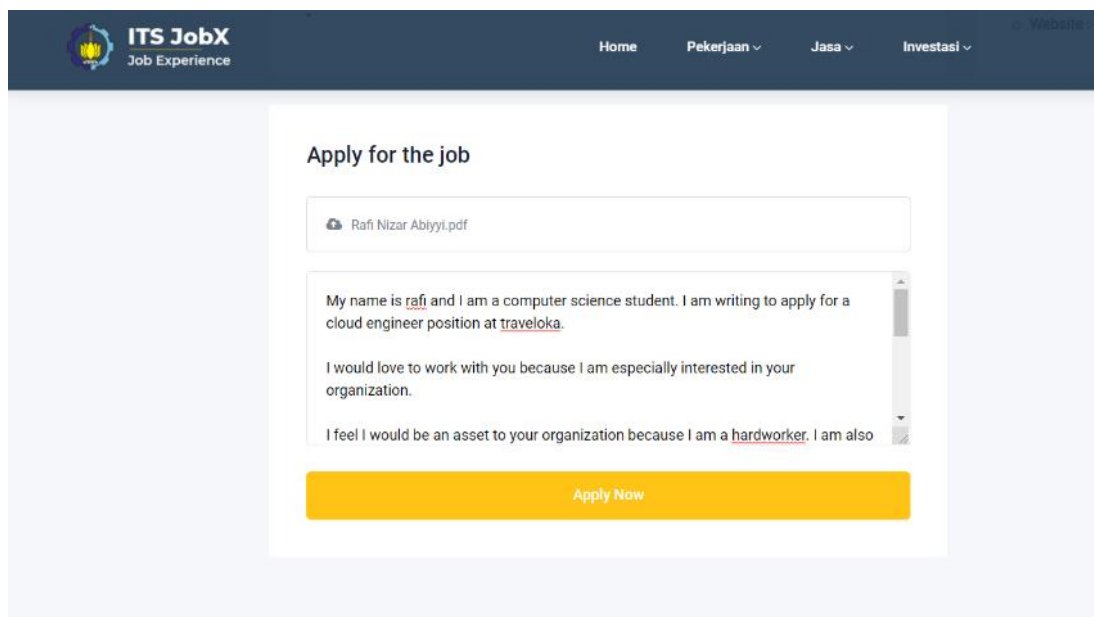 ITS JobX
Job Experience
Home Pekerjaan Jasa Investasi
Website
Apply for the job
Rafi Nizar Abiyyi.pdf
My name is rafi and I am a computer science student. I am writing to apply for a
cloud engineer position at traveloka.
I would love to work with you because I am especially interested in your
organization.
I feel I would be an asset to your organization because I am a hardworker. I am also
Apply Now